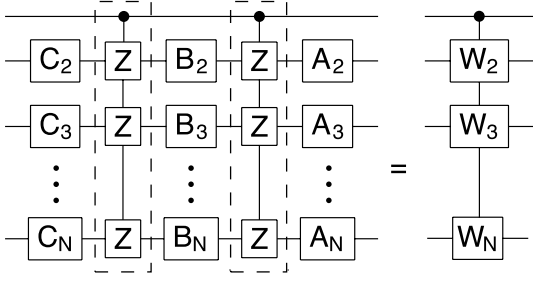 C2 Z B2 Z A2 W2
C3 Z B3 Z A3 W3
=
CN Z BN Z AN WN